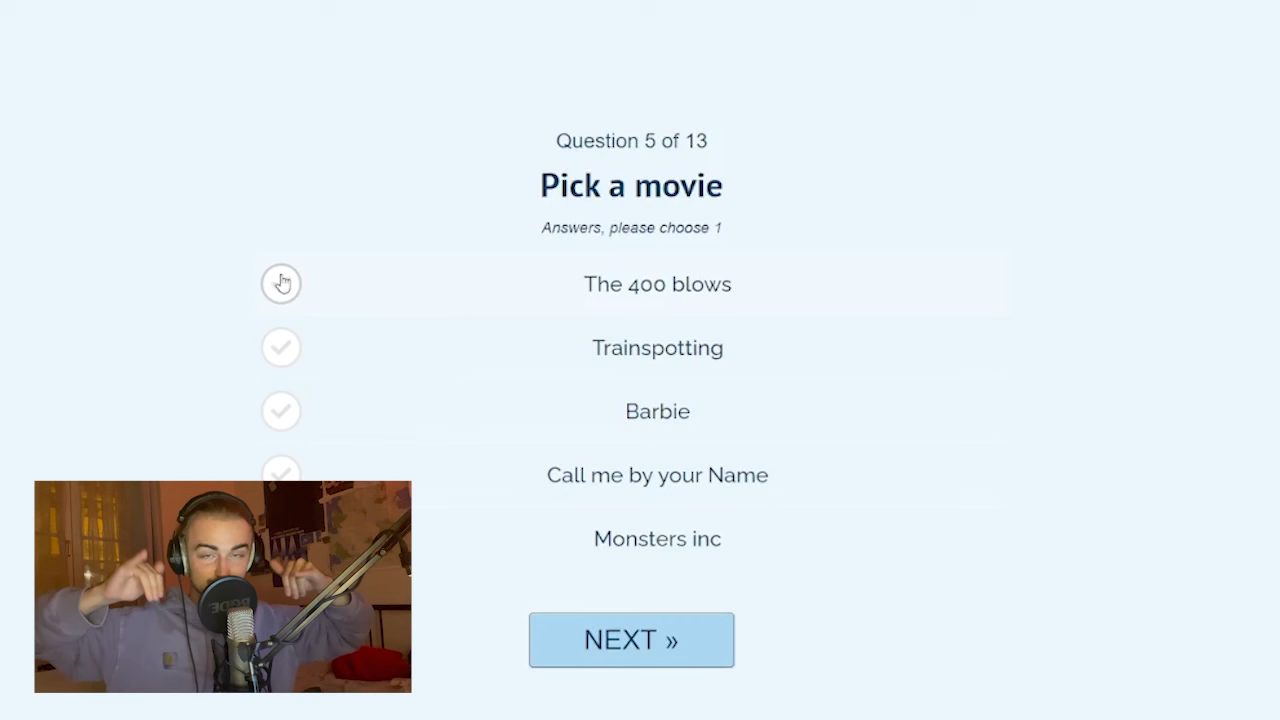 Question 5 of 13
Pick a movie
Answers, please choose 1
The 400 blows
Trainspotting
Barbie
Call me by your Name
Monsters inc
NEXT »